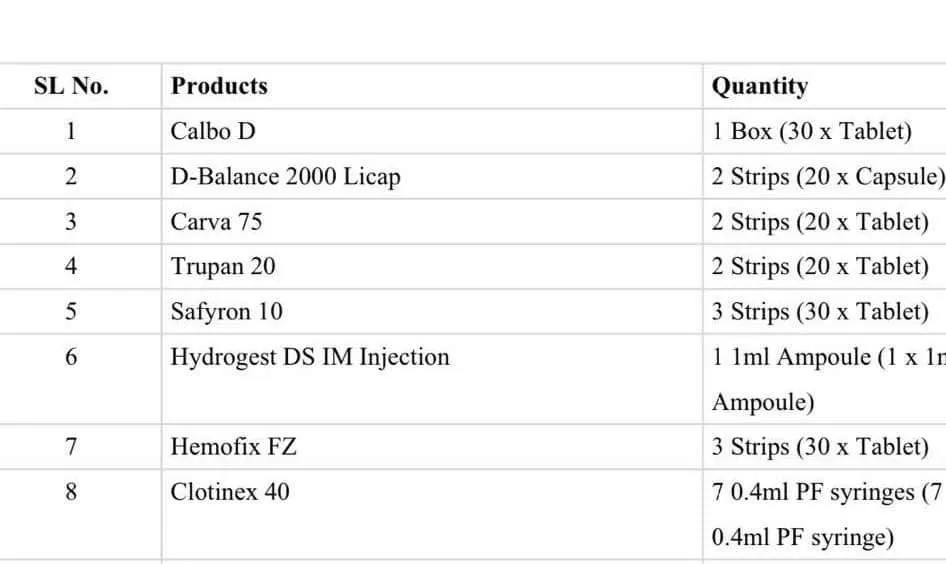 SL No. Products Quantity
1 Calbo D 1 Box (30 x Tablet)
2 D-Balance 2000 Licap 2 Strips (20 x Capsule)
3 Carva 75 2 Strips (20 x Tablet)
4 Trupan 20 2 Strips (20 x Tablet)
5 Safyron 10 3 Strips (30 x Tablet)
6 Hydrogest DS IM Injection 1 1ml Ampoule (1 x
Ampoule)
7 Hemofix FZ 3 Strips (30 x Tablet)
8 Clotinex 40 7 0.4ml PF syringes (7
0.4ml PF syringe)